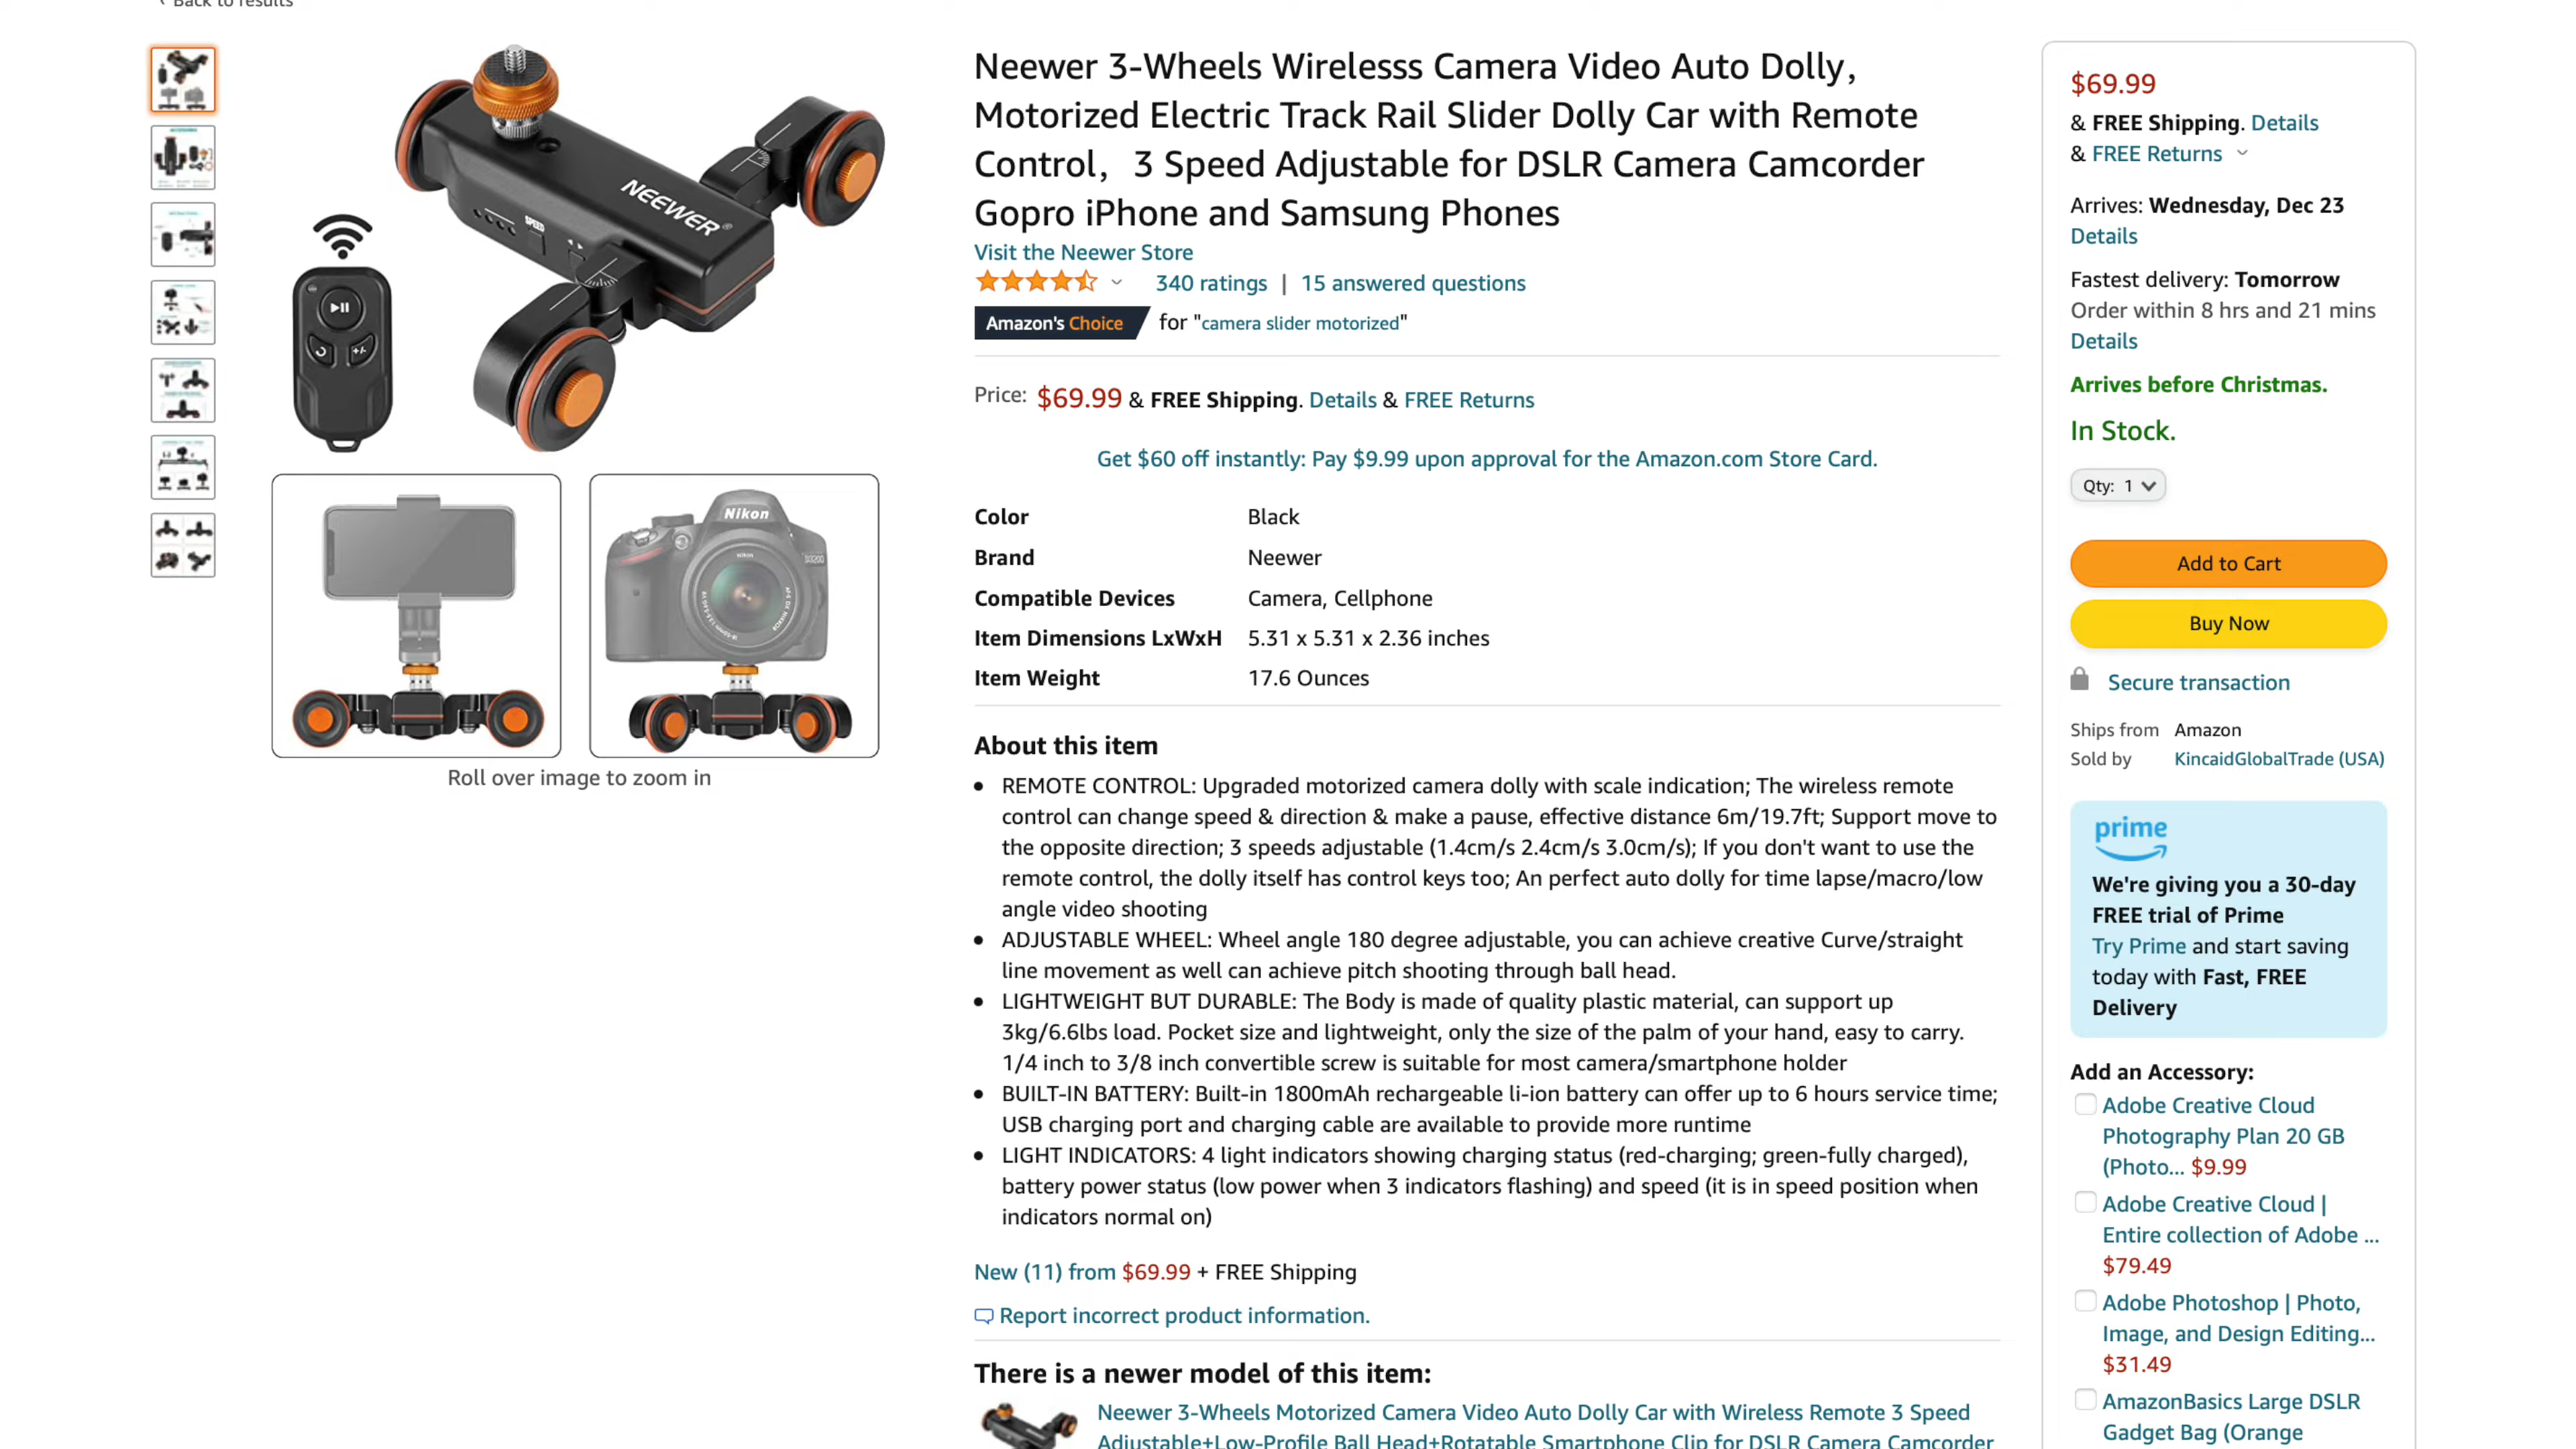 Back to results
Neewer 3-Wheels Wirelesss Camera Video Auto Dolly，
Motorized Electric Track Rail Slider Dolly Car with Remote
Control，3 Speed Adjustable for DSLR Camera Camcorder
Gopro iPhone and Samsung Phones
Visit the Neewer Store
340 ratings | 15 answered questions
Amazon's Choice for "camera slider motorized"
Price: $69.99 & FREE Shipping. Details & FREE Returns
Get $60 off instantly: Pay $9.99 upon approval for the Amazon.com Store Card.
Color Black
Brand Neewer
Compatible Devices Camera, Cellphone
Item Dimensions LxWxH 5.31 x 5.31 x 2.36 inches
Item Weight 17.6 Ounces
About this item
• REMOTE CONTROL: Upgraded motorized camera dolly with scale indication; The wireless remote
control can change speed & direction & make a pause, effective distance 6m/19.7ft; Support move to
the opposite direction; 3 speeds adjustable (1.4cm/s 2.4cm/s 3.0cm/s); If you don't want to use the
remote control, the dolly itself has control keys too; An perfect auto dolly for time lapse/macro/low
angle video shooting
• ADJUSTABLE WHEEL: Wheel angle 180 degree adjustable, you can achieve creative Curve/straight
line movement as well can achieve pitch shooting through ball head.
• LIGHTWEIGHT BUT DURABLE: The Body is made of quality plastic material, can support up
3kg/6.6lbs load. Pocket size and lightweight, only the size of the palm of your hand, easy to carry.
1/4 inch to 3/8 inch convertible screw is suitable for most camera/smartphone holder
• BUILT-IN BATTERY: Built-in 1800mAh rechargeable li-ion battery can offer up to 6 hours service time;
USB charging port and charging cable are available to provide more runtime
• LIGHT INDICATORS: 4 light indicators showing charging status (red-charging; green-fully charged),
battery power status (low power when 3 indicators flashing) and speed (it is in speed position when
indicators normal on)
New (11) from $69.99 + FREE Shipping
Report incorrect product information.
There is a newer model of this item:
Neewer 3-Wheels Motorized Camera Video Auto Dolly Car with Wireless Remote 3 Speed
Adjustable+Low-Profile Ball Head+Rotatable Smartphone Clip for DSLR Camera Camcorder
NEEWER®
SPEED
+/-
Nikon
Nikon
D3200
Roll over image to zoom in
$69.99
& FREE Shipping. Details
& FREE Returns
Arrives: Wednesday, Dec 23
Details
Fastest delivery: Tomorrow
Order within 8 hrs and 21 mins
Details
Arrives before Christmas.
In Stock.
Qty: 1
Add to Cart
Buy Now
Secure transaction
Ships from Amazon
Sold by KincaidGlobalTrade (USA)
prime
We're giving you a 30-day
FREE trial of Prime
Try Prime and start saving
today with Fast, FREE
Delivery
Add an Accessory:
Adobe Creative Cloud
Photography Plan 20 GB
(Photo... $9.99
Adobe Creative Cloud |
Entire collection of Adobe ...
$79.49
Adobe Photoshop | Photo,
Image, and Design Editing...
$31.49
AmazonBasics Large DSLR
Gadget Bag (Orange